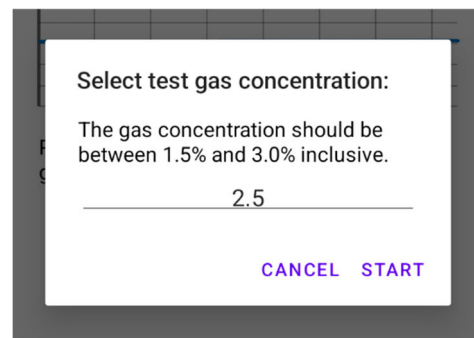 Select test gas concentration:
The gas concentration should be
between 1.5% and 3.0% inclusive.
2.5
CANCEL START